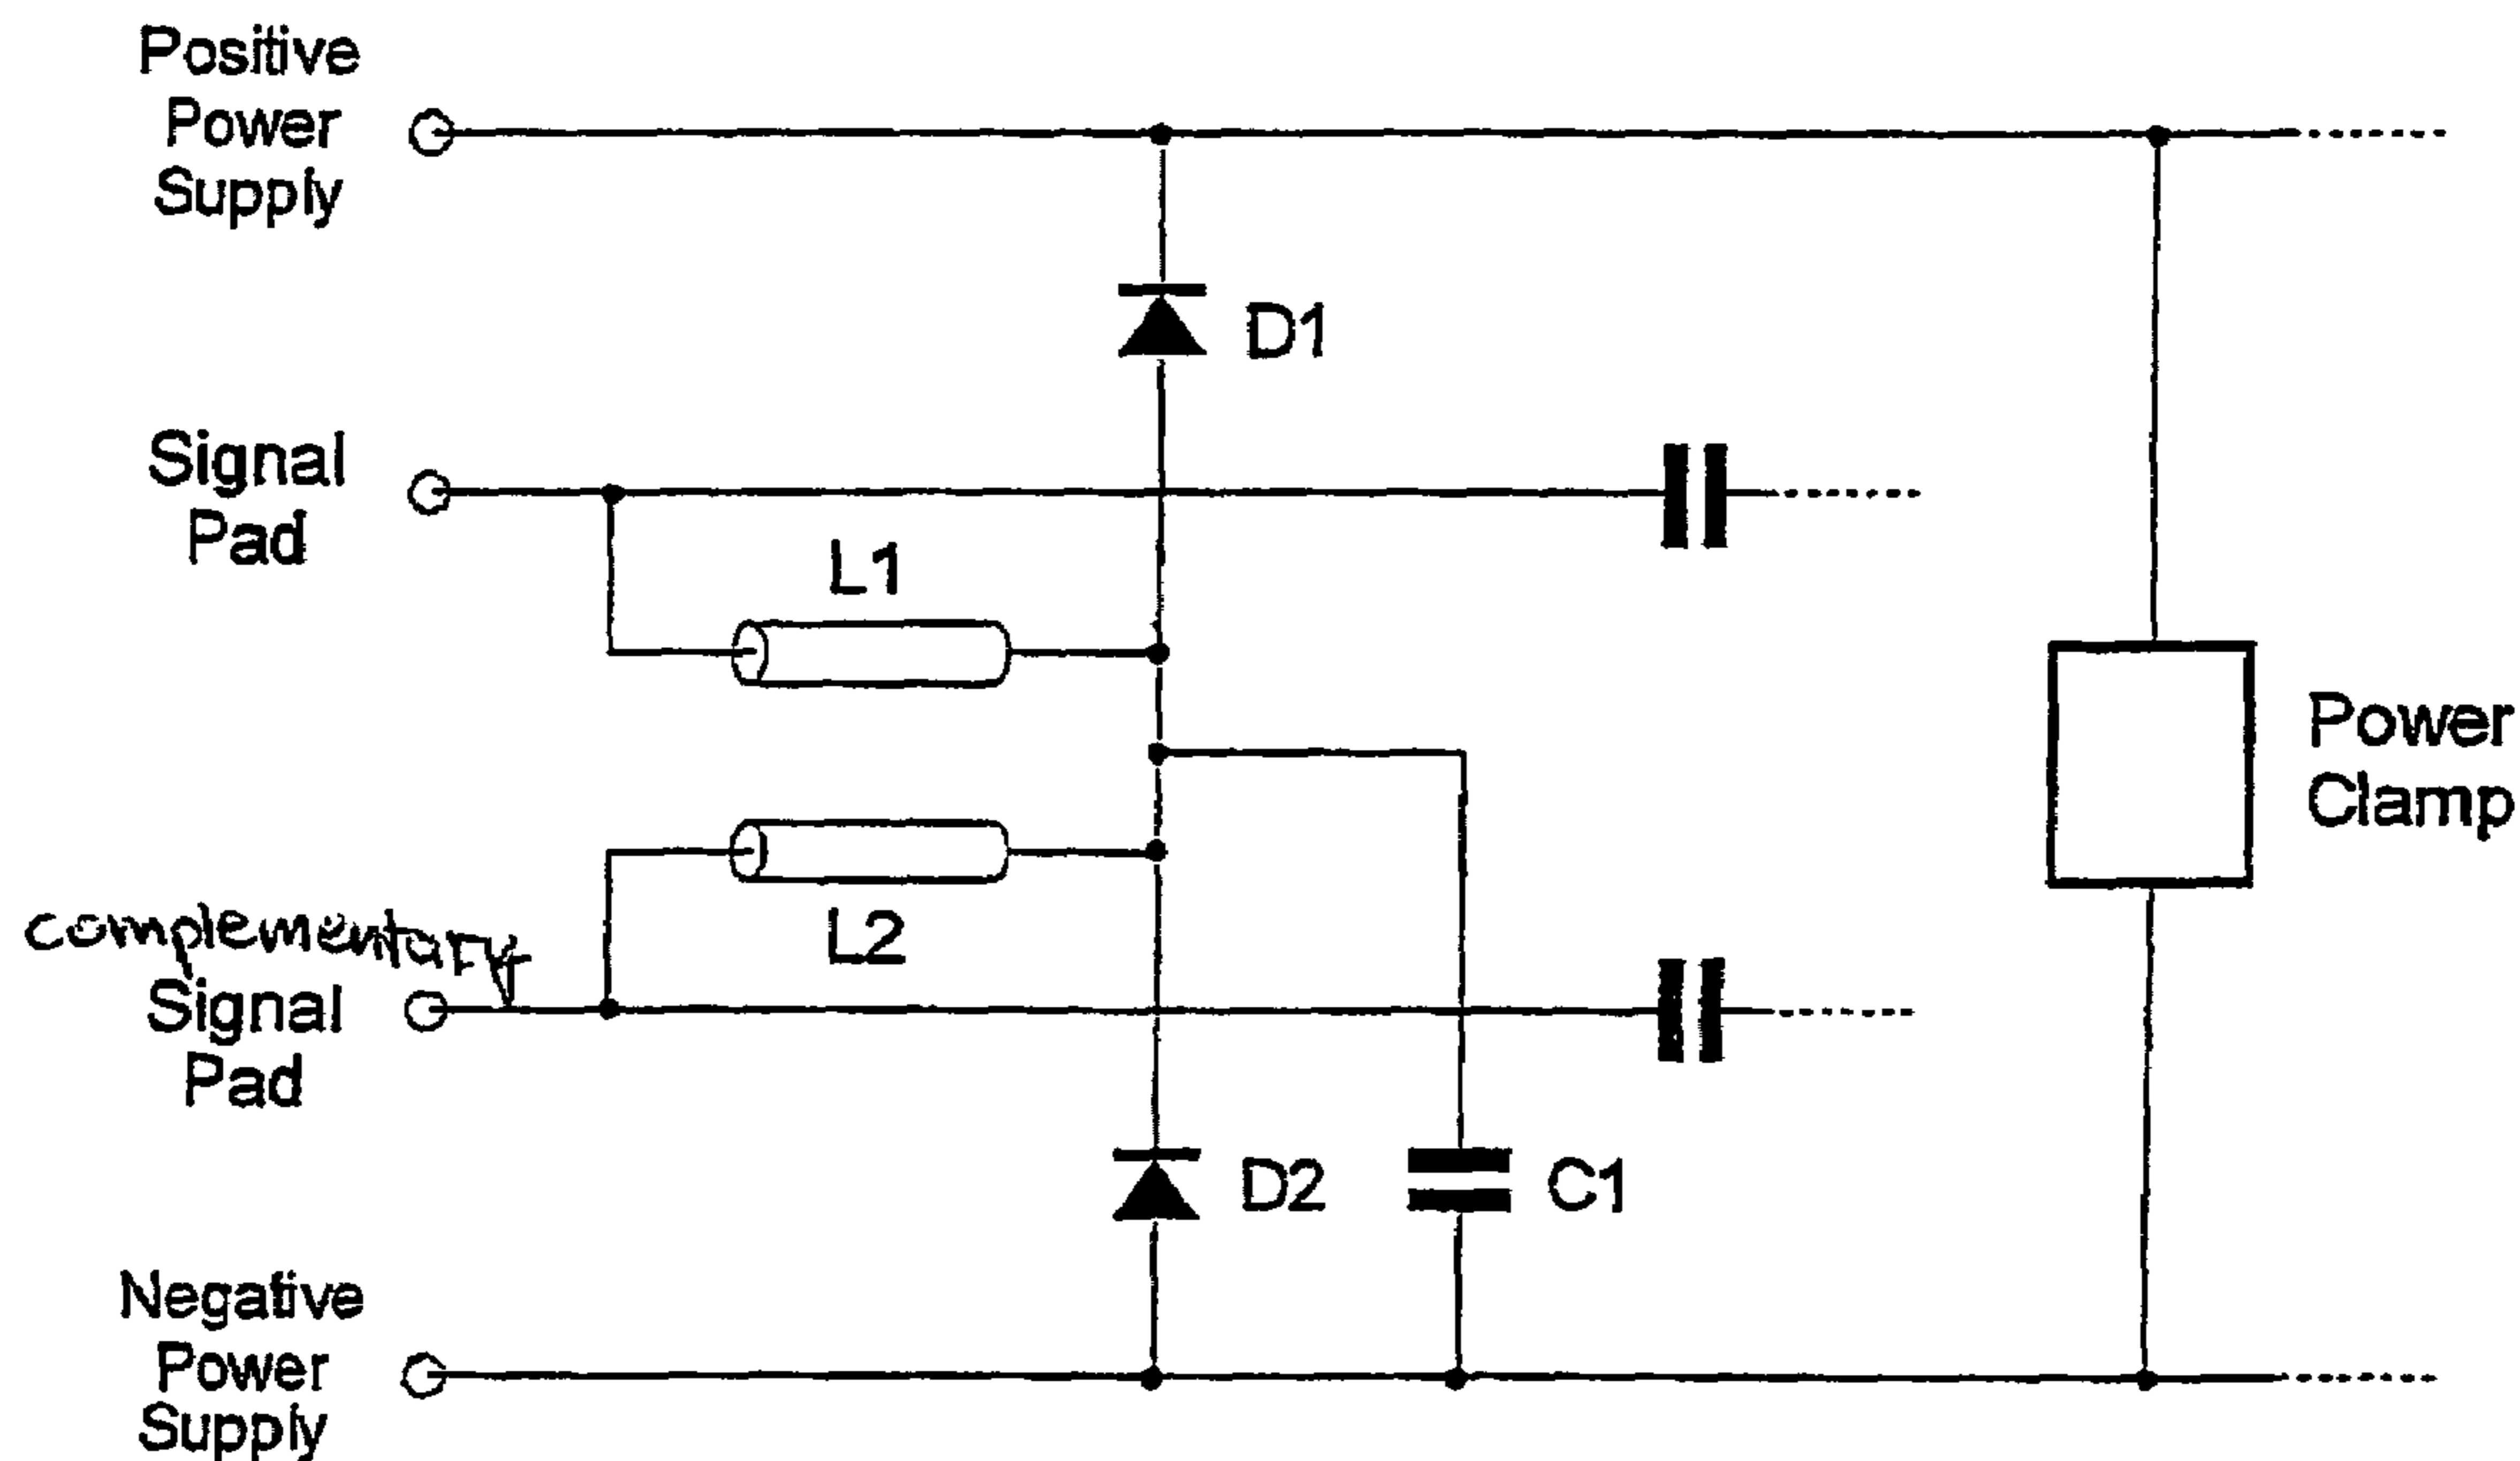 Positive
Power
Supply
D1
Signal
Pad
L1
Power
Clamp
L2
complementary
Signal
Pad
D2
C1
Negative
Power
Supply